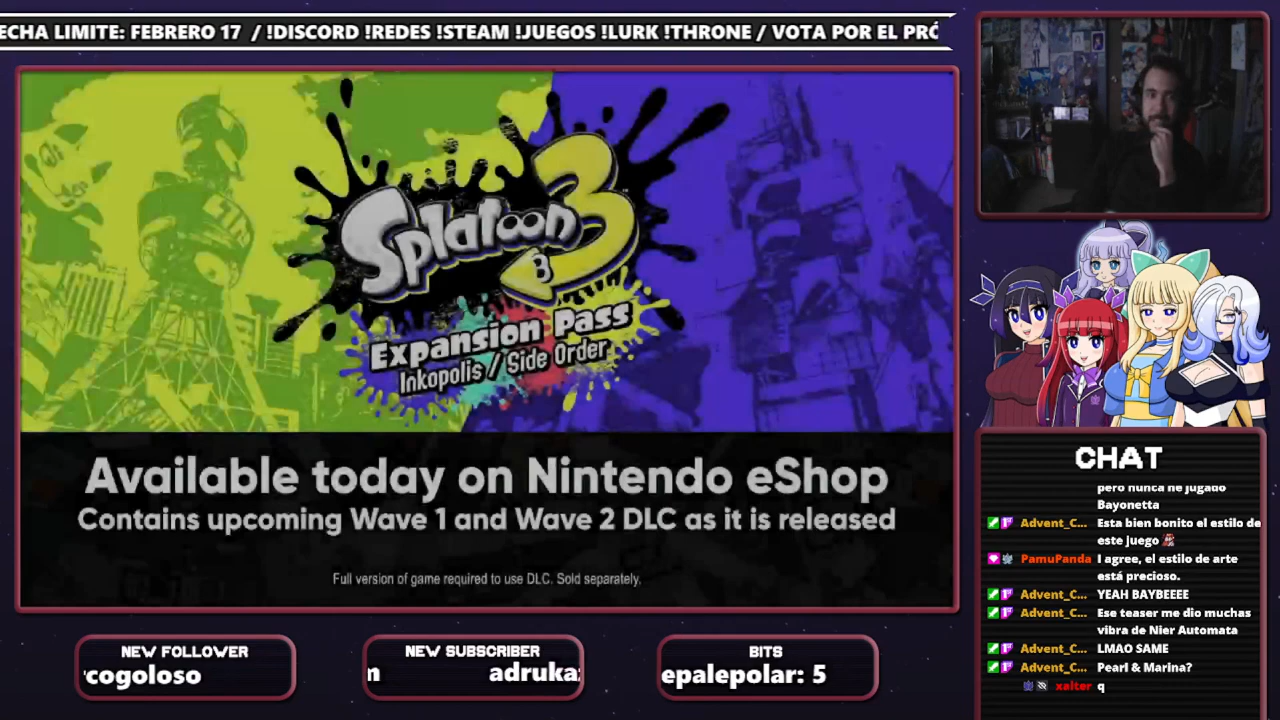 ECHA LIMITE: FEBRERO 17 / !DISCORD !REDES !STEAM !JUEGOS !LURK !THRONE / VOTA POR EL PRÓ
Splatoon 3
Expansion Pass
Inkopolis / Side Order
Available today on Nintendo eShop
Contains upcoming Wave 1 and Wave 2 DLC as it is released
Full version of game required to use DLC. Sold separately.
NEW FOLLOWER
cogoloso
NEW SUBSCRIBER
n adruka
BITS
epalepolar: 5
CHAT
pero nunca he jugado
Bayonetta
Advent_C... Esta bien bonito el estilo de
este juego
PamuPanda I agree, el estilo de arte
está precioso.
Advent_C... YEAH BAYBEEEE
Advent_C... Ese teaser me dio muchas
vibra de Nier Automata
Advent_C... LMAO SAME
Advent_C... Pearl & Marina?
xalter q